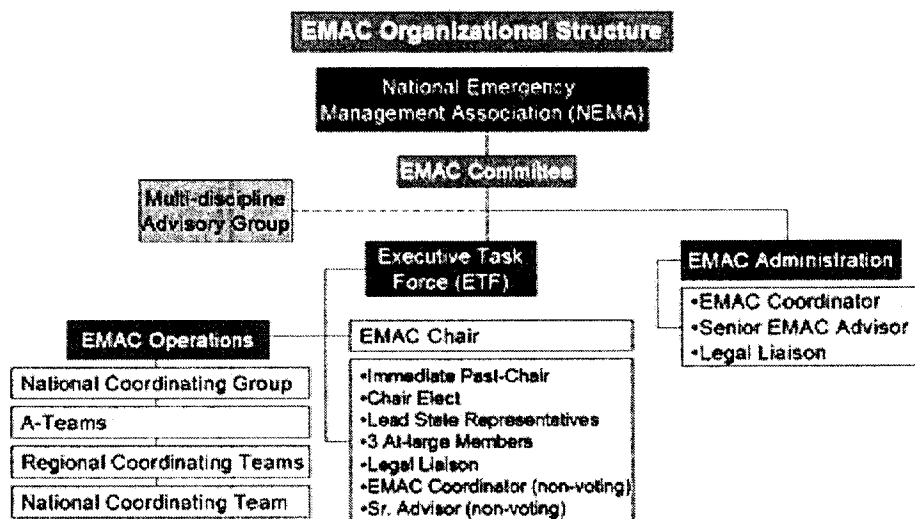 EMAC Organizational Structure
National Emergency
Management Association (NEMA)
EMAC Committee
Multi-discipline
Advisory Group
Executive Task
Force (ETF)
EMAC Administration
•EMAC Coordinator
•Senior EMAC Advisor
•Legal Liaison
EMAC Operations
National Coordinating Group
A-Teams
Regional Coordinating Teams
National Coordinating Team
EMAC Chair
•Immediate Past-Chair
•Chair Elect
•Lead State Representatives
•3 At-large Members
•Legal Liaison
•EMAC Coordinator (non-voting)
•Sr. Advisor (non-voting)